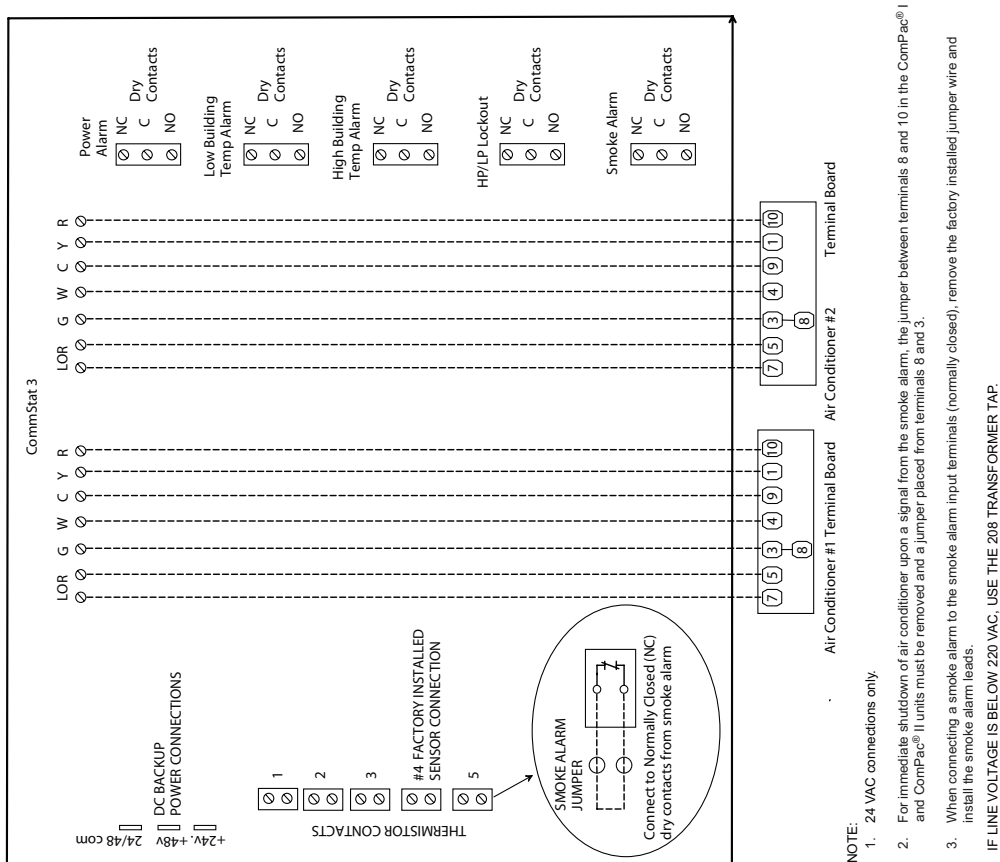 CommStat 3
24/48 com
+48v
+24v.
DC BACKUP
POWER CONNECTIONS
THERMISTOR CONTACTS
1
2
3
#4 FACTORY INSTALLED
SENSOR CONNECTION
5
SMOKE ALARM
JUMPER
Connect to Normally Closed (NC)
dry contacts from smoke alarm
LOR G W C Y R
7 5 3 4 9 1 10
8
Air Conditioner #1 Terminal Board
LOR G W C Y R
7 5 3 4 9 1 10
8
Air Conditioner #2 Terminal Board
Power
Alarm
NC
C
NO
Dry
Contacts
Low Building
Temp Alarm
NC
C
NO
Dry
Contacts
High Building
Temp Alarm
NC
C
NO
Dry
Contacts
HP/LP Lockout
NC
C
NO
Dry
Contacts
Smoke Alarm
NC
C
NO
Dry
Contacts
NOTE:
1. 24 VAC connections only.
2. For immediate shutdown of air conditioner upon a signal from the smoke alarm, the jumper between terminals 8 and 10 in the ComPac® I
and ComPac® II units must be removed and a jumper placed from terminals 8 and 3.
3. When connecting a smoke alarm to the smoke alarm input terminals (normally closed), remove the factory installed jumper wire and
install the smoke alarm leads.
IF LINE VOLTAGE IS BELOW 220 VAC, USE THE 208 TRANSFORMER TAP.